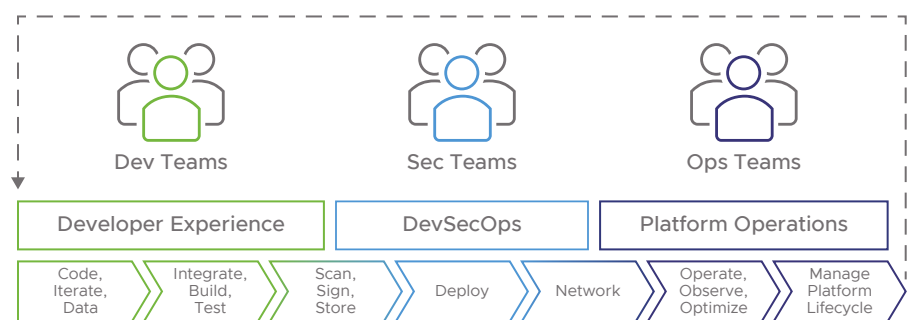 Dev Teams
Sec Teams
Ops Teams
Developer Experience
DevSecOps
Platform Operations
Code,
Iterate,
Data
Integrate,
Build,
Test
Scan,
Sign,
Store
Deploy
Network
Operate,
Observe,
Optimize
Manage
Platform
Lifecycle